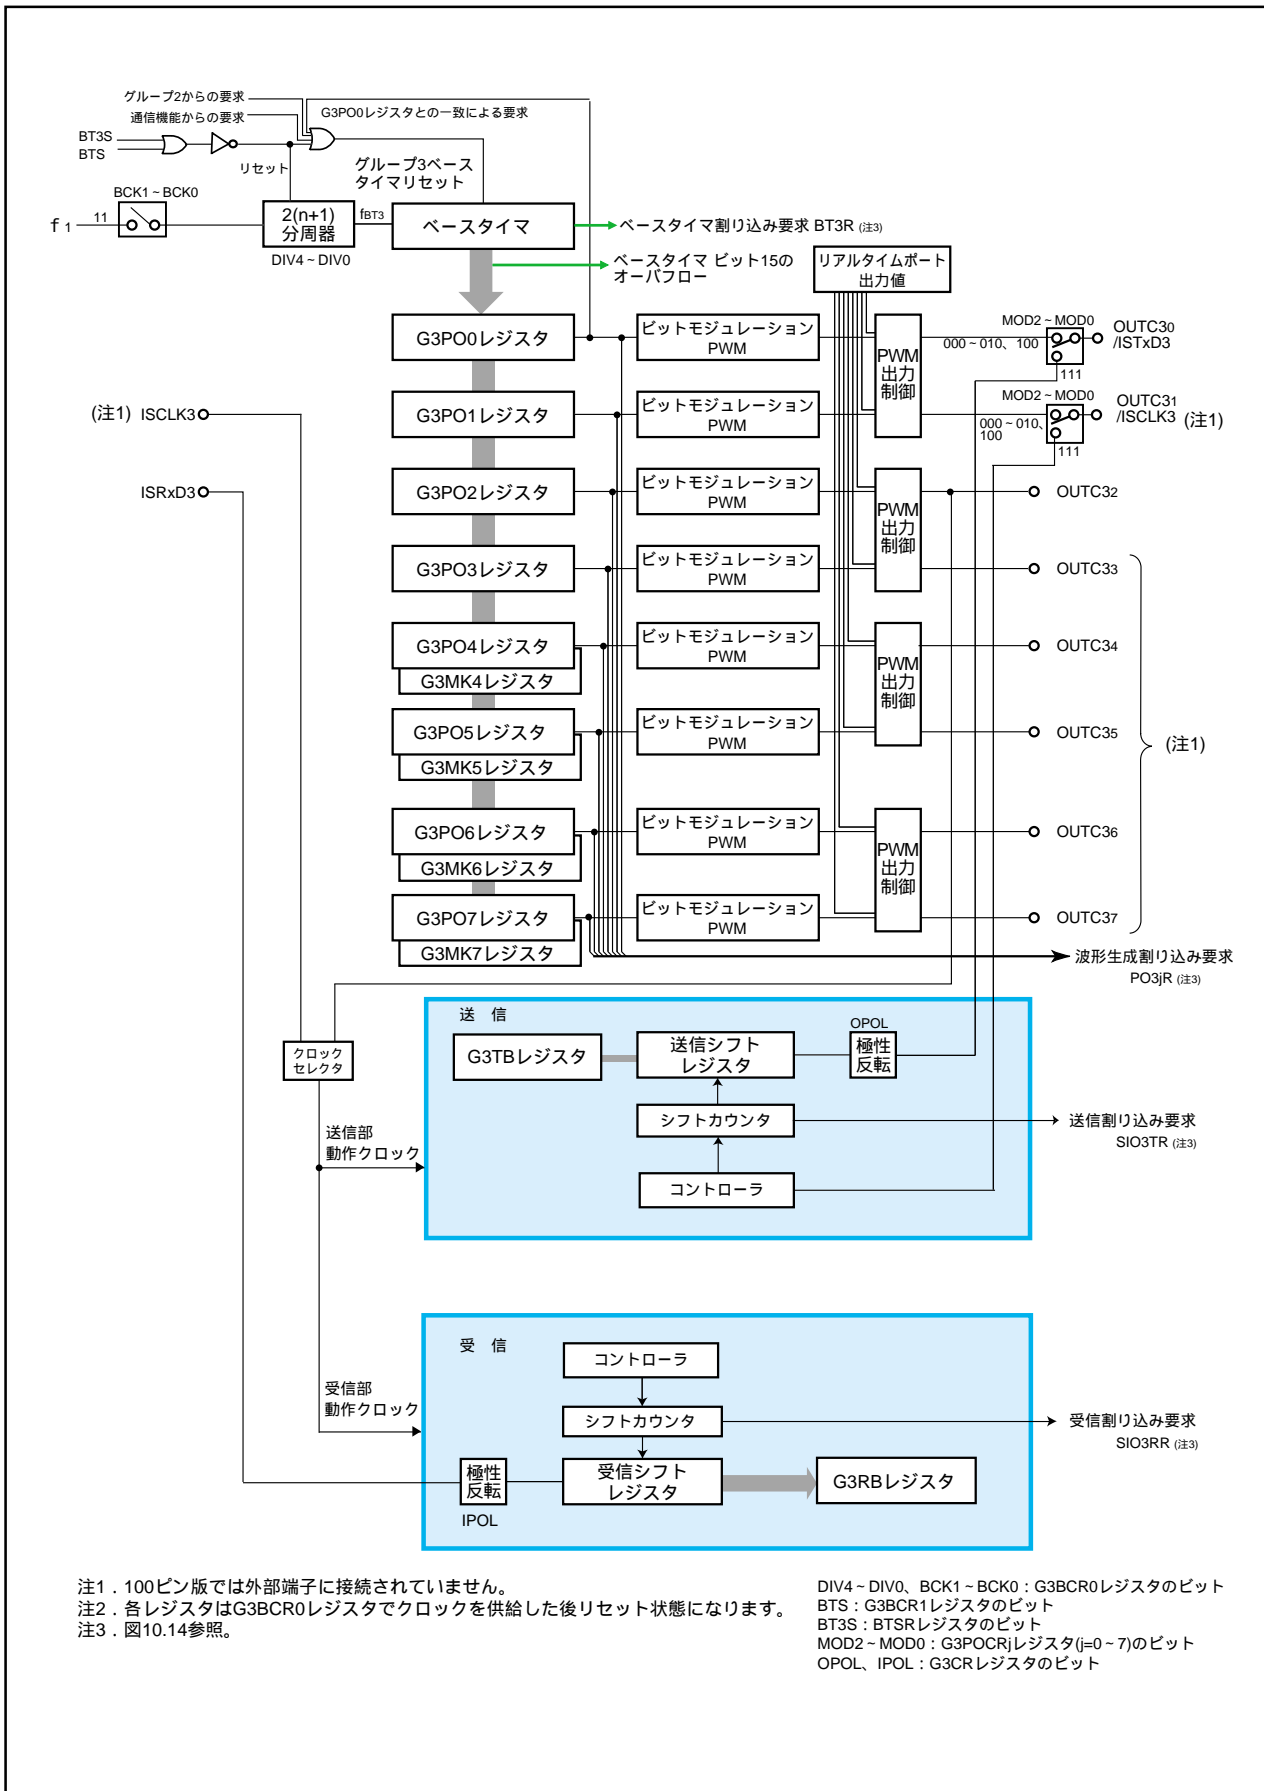 グループ2からの要求
通信機能からの要求
G3PO0レジスタとの一致による要求
BT3S
BTS
リセット
グループ3ベース
タイマリセット
BCK1~BCK0
f1
11
2(n+1)
分周器
fBT3
ベースタイマ
DIV4~DIV0
ベースタイマ割り込み要求 BT3R (注3)
ベースタイマ ビット15の
オーバフロー
リアルタイムポート
出力値
G3PO0レジスタ
ビットモジュレーション
PWM
PWM
出力
制御
MOD2~MOD0
000~010、100
111
OUTC30
/ISTxD3
(注1) ISCLK3
G3PO1レジスタ
ビットモジュレーション
PWM
MOD2~MOD0
000~010、
100
111
OUTC31
/ISCLK3 (注1)
ISRxD3
G3PO2レジスタ
ビットモジュレーション
PWM
PWM
出力
制御
OUTC32
G3PO3レジスタ
ビットモジュレーション
PWM
OUTC33
G3PO4レジスタ
G3MK4レジスタ
ビットモジュレーション
PWM
PWM
出力
制御
OUTC34
G3PO5レジスタ
G3MK5レジスタ
ビットモジュレーション
PWM
OUTC35
(注1)
G3PO6レジスタ
G3MK6レジスタ
ビットモジュレーション
PWM
PWM
出力
制御
OUTC36
G3PO7レジスタ
G3MK7レジスタ
ビットモジュレーション
PWM
OUTC37
波形生成割り込み要求
PO3jR (注3)
送 信
クロック
セレクタ
G3TBレジスタ
送信シフト
レジスタ
OPOL
極性
反転
シフトカウンタ
送信割り込み要求
SIO3TR (注3)
送信部
動作クロック
コントローラ
受 信
コントローラ
受信部
動作クロック
シフトカウンタ
受信割り込み要求
SIO3RR (注3)
極性
反転
IPOL
受信シフト
レジスタ
G3RBレジスタ
注1．100ピン版では外部端子に接続されていません。
注2．各レジスタはG3BCR0レジスタでクロックを供給した後リセット状態になります。
注3．図10.14参照。
DIV4~DIV0、BCK1~BCK0：G3BCR0レジスタのビット
BTS：G3BCR1レジスタのビット
BT3S：BTSRレジスタのビット
MOD2~MOD0：G3POCRjレジスタ(j=0~7)のビット
OPOL、IPOL：G3CRレジスタのビット